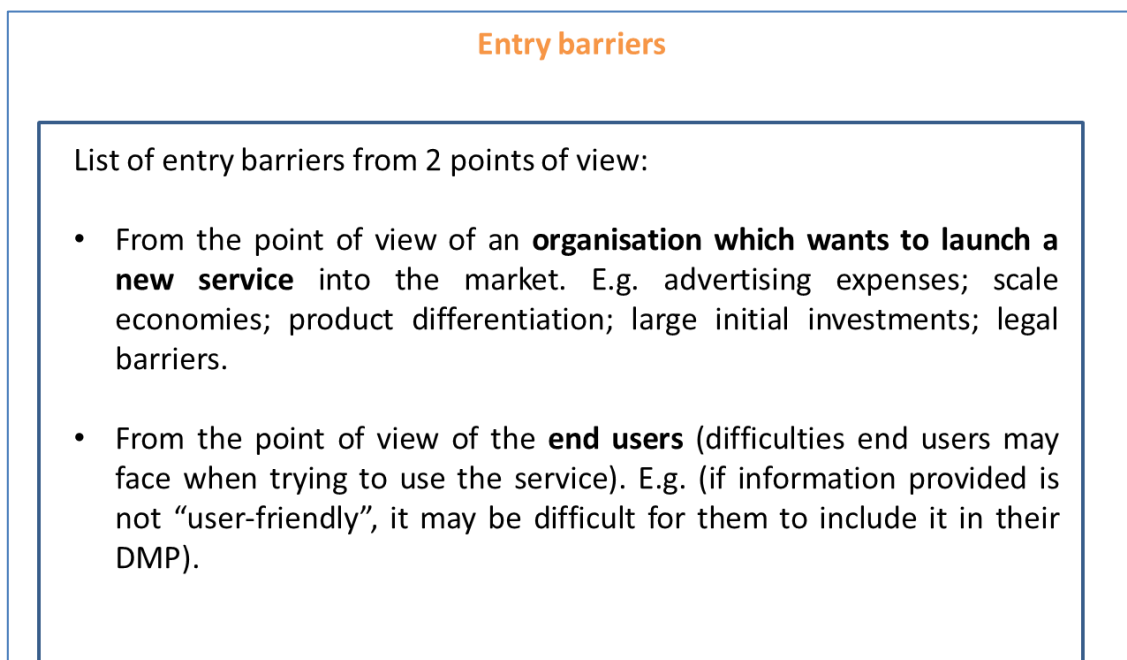 Entry barriers
List of entry barriers from 2 points of view:
• From the point of view of an organisation which wants to launch a
new service into the market. E.g. advertising expenses; scale
economies; product differentiation; large initial investments; legal
barriers.
• From the point of view of the end users (difficulties end users may
face when trying to use the service). E.g. (if information provided is
not “user-friendly”, it may be difficult for them to include it in their
DMP).